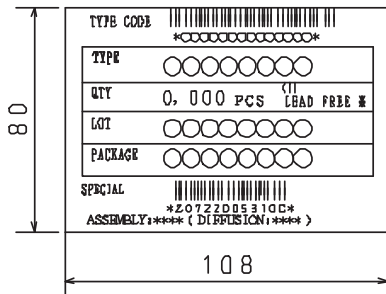 TYPE CODE
*OOOOOOOOOOOO*
TYPE OOOOOOOO
QTY 0, 000 PCS LEAD FREE *
LOT OOOOOOOO
PACKAGE OOOOOOOO
SPECIAL
ASSEMBLY:**** ( DIFFUSION:**** )
80
108